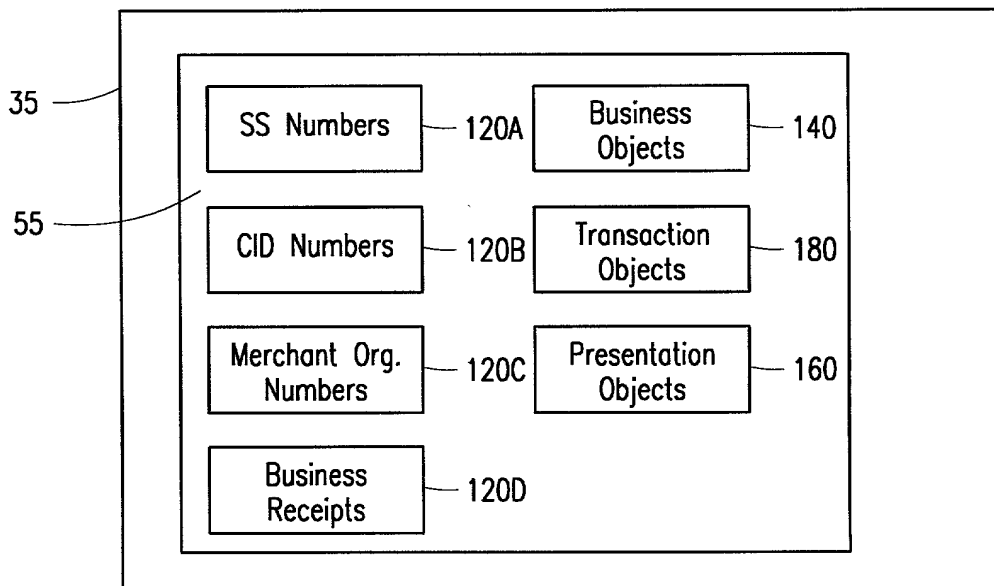 35
SS Numbers
120A
Business
Objects
140
55
CID Numbers
120B
Transaction
Objects
180
Merchant Org.
Numbers
120C
Presentation
Objects
160
Business
Receipts
120D